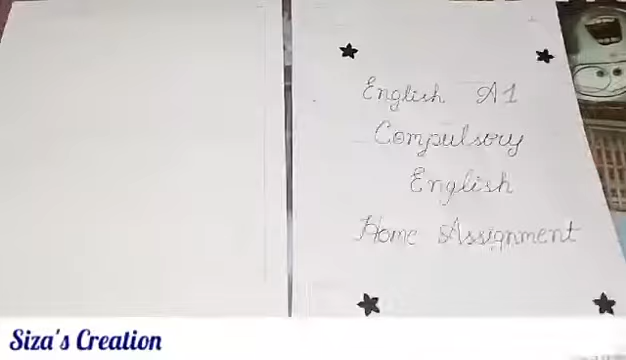 English A1
Compulsory
English
Home Assignment
Siza's Creation